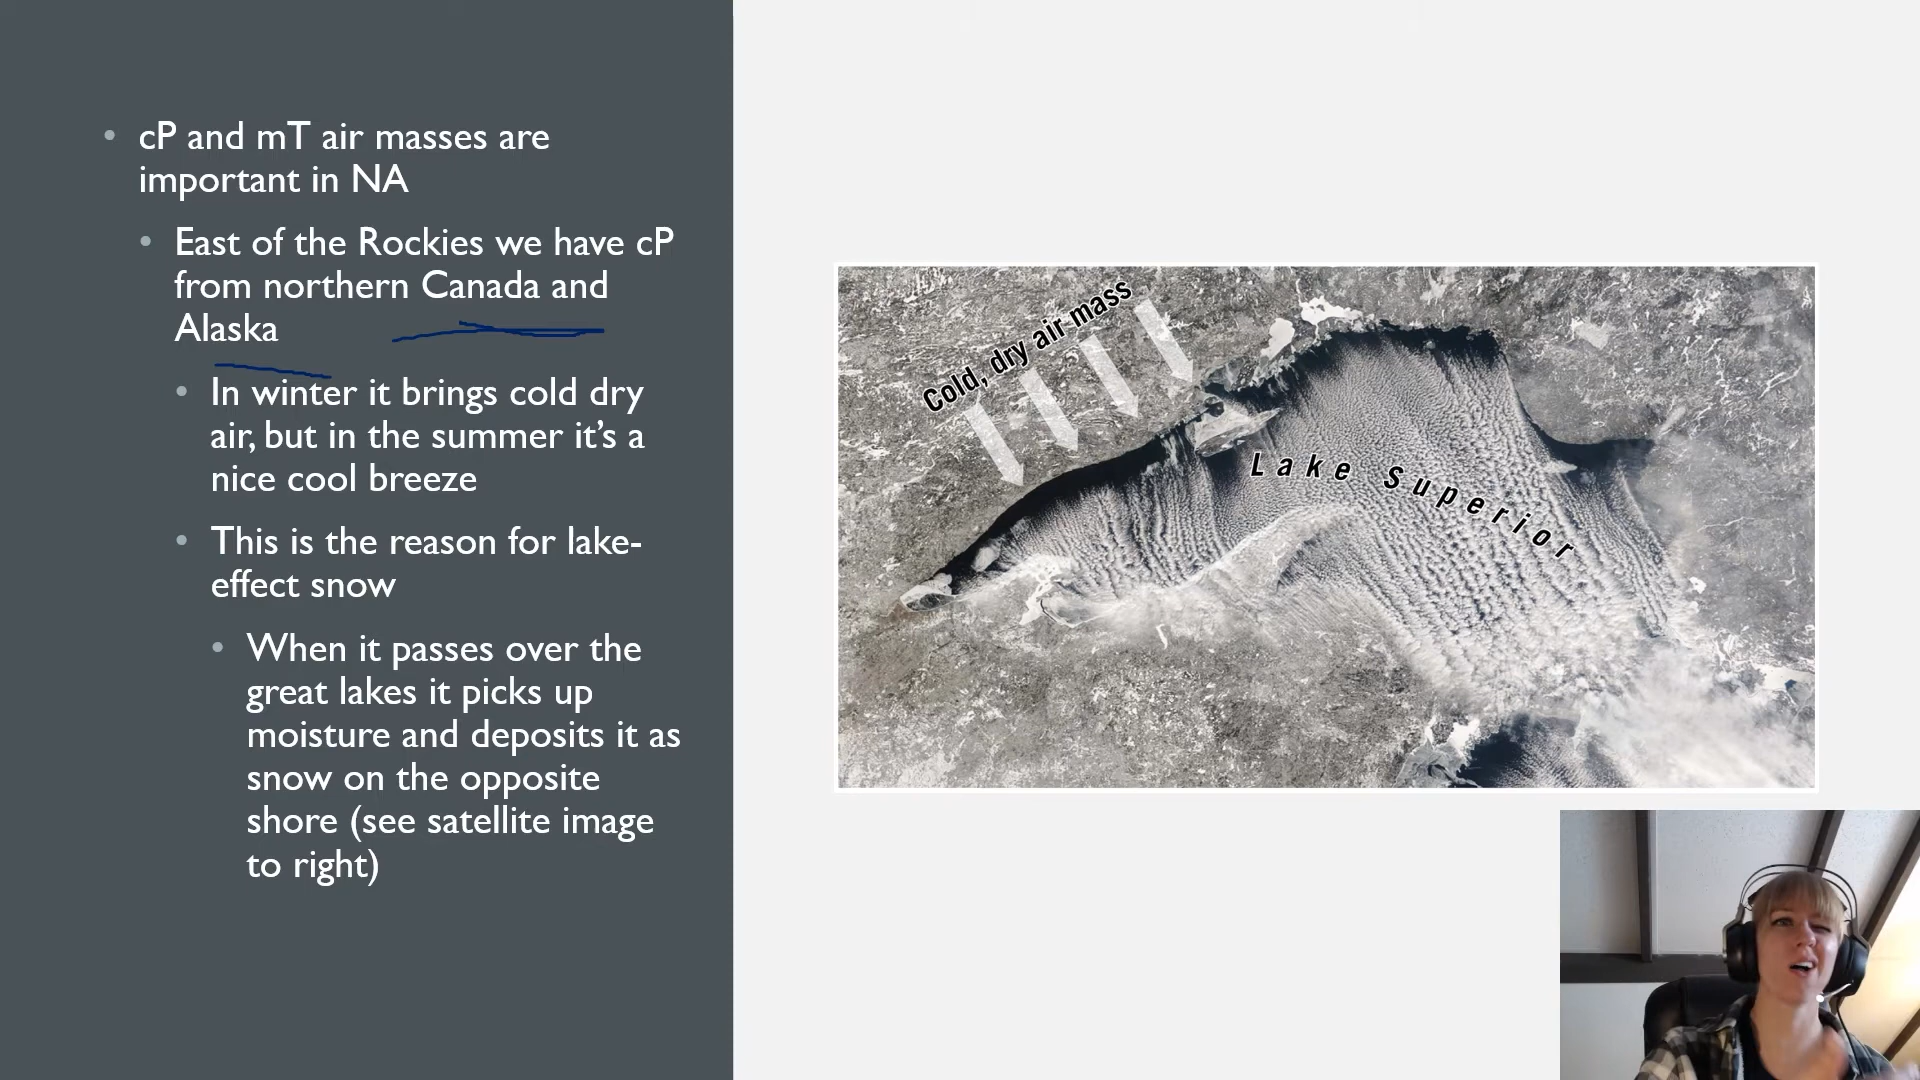 cP and mT air masses are
important in NA
East of the Rockies we have cP
from northern Canada and
Alaska
In winter it brings cold dry
air, but in the summer it’s a
nice cool breeze
This is the reason for lake-
effect snow
When it passes over the
great lakes it picks up
moisture and deposits it as
snow on the opposite
shore (see satellite image
to right)
Cold, dry air mass
Lake Superior